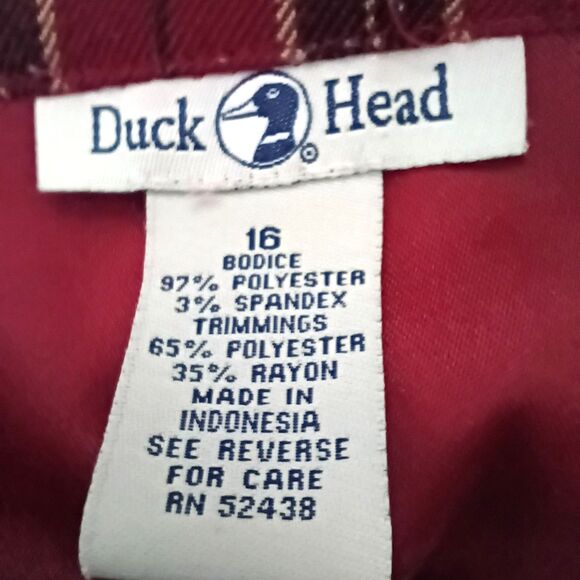 Duck Head
16
BODICE
97% POLYESTER
3% SPANDEX
TRIMMINGS
65% POLYESTER
35% RAYON
MADE IN
INDONESIA
SEE REVERSE
FOR CARE
RN 52438